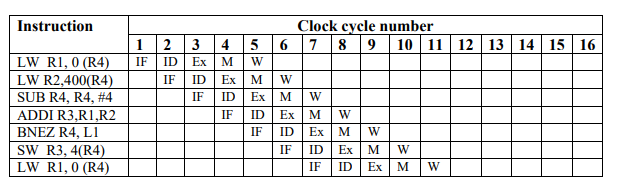 Instruction Clock cycle number
1 2 3 4 5 6 7 8 9 10 11 12 13 14 15 16
LW R1, 0 (R4) IF ID Ex M W
LW R2,400(R4) IF ID Ex M W
SUB R4, R4, #4 IF ID Ex M W
ADDI R3,R1,R2 IF ID Ex M W
BNEZ R4, L1 IF ID Ex M W
SW R3, 4(R4) IF ID Ex M W
LW R1, 0 (R4) IF ID Ex M W